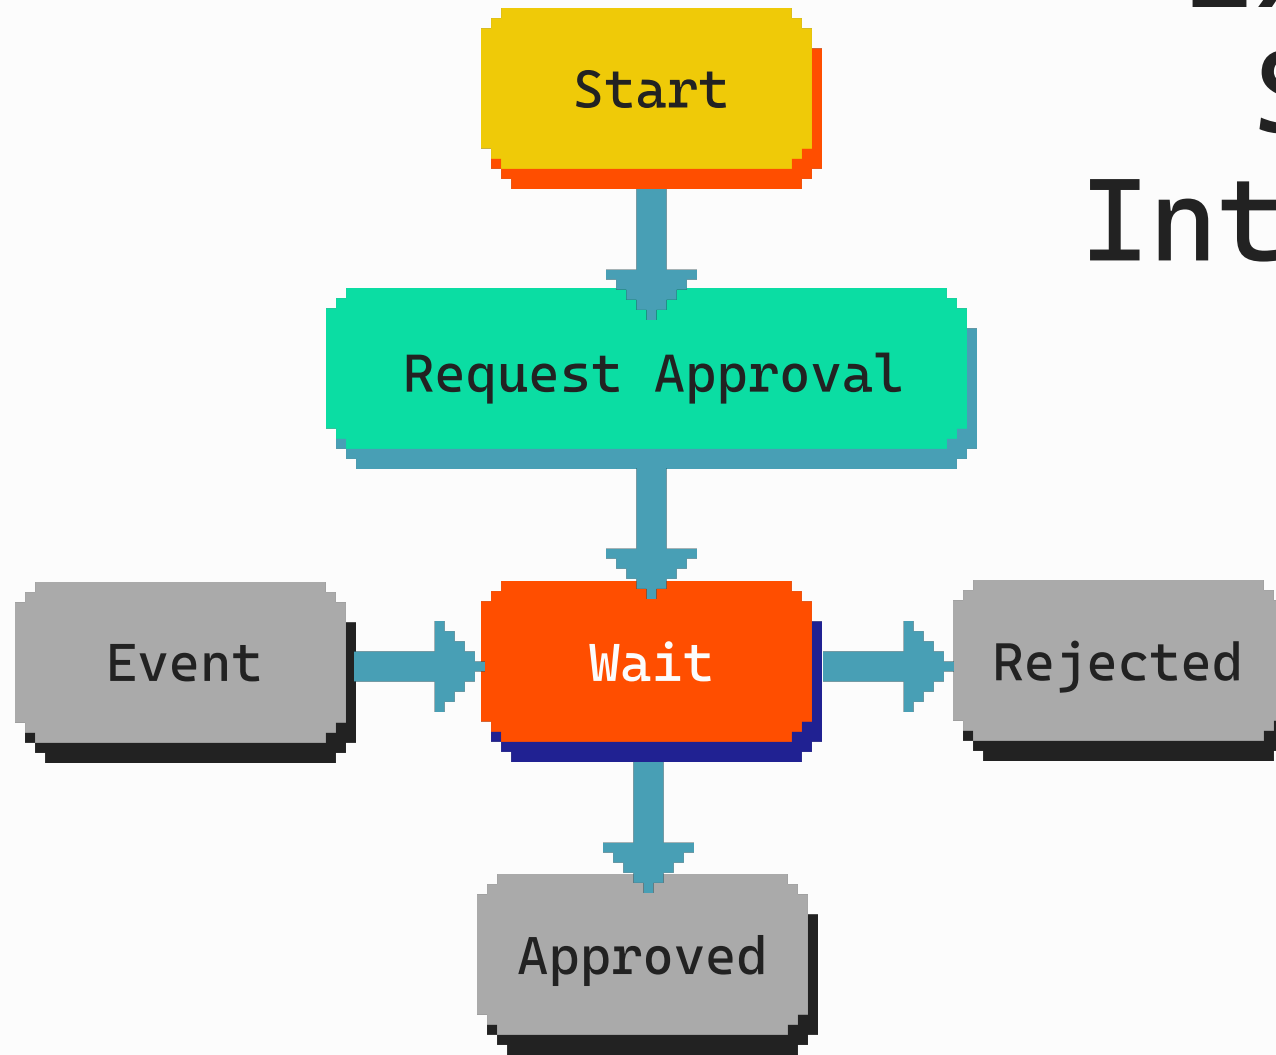 Start
Int
Request Approval
Event
Wait
Rejected
Approved